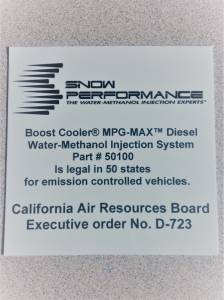 SNOW
PERFORMANCE
THE WATER-METHANOL INJECTION EXPERTS
Boost Cooler® MPG-MAX™ Diesel
Water-Methanol Injection System
Part # 50100
Is legal in 50 states
for emission controlled vehicles.
California Air Resources Board
Executive order No. D-723